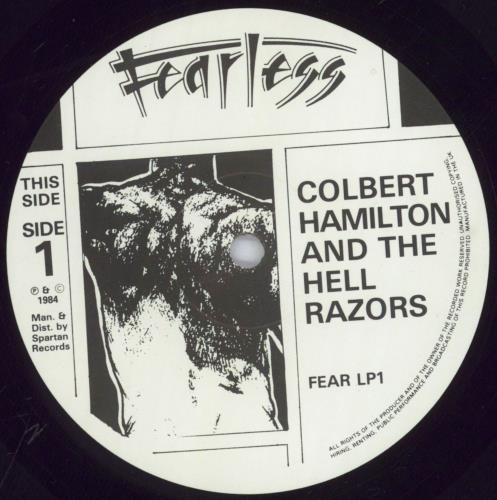 Fearless
THIS
SIDE
SIDE
1
Ⓟ & ©
1984
Man. &
Dist. by
Spartan
Records
COLBERT
HAMILTON
AND THE
HELL
RAZORS
FEAR LP1
ALL RIGHTS OF THE PRODUCER AND OF THE OWNER OF THE RECORDED WORK RESERVED. UNAUTHORISED COPYING,
HIRING, RENTING, PUBLIC PERFORMANCE AND BROADCASTING OF THIS RECORD PROHIBITED. MANUFACTURED IN THE UK